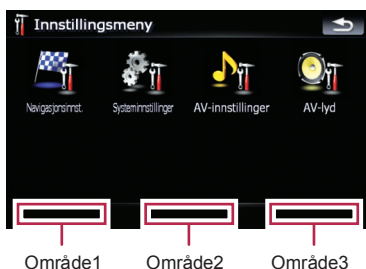 Innstillingsmeny
Navigasjonsinnst. Systeminnstillinger AV-innstillinger AV-lyd
Område1 Område2 Område3